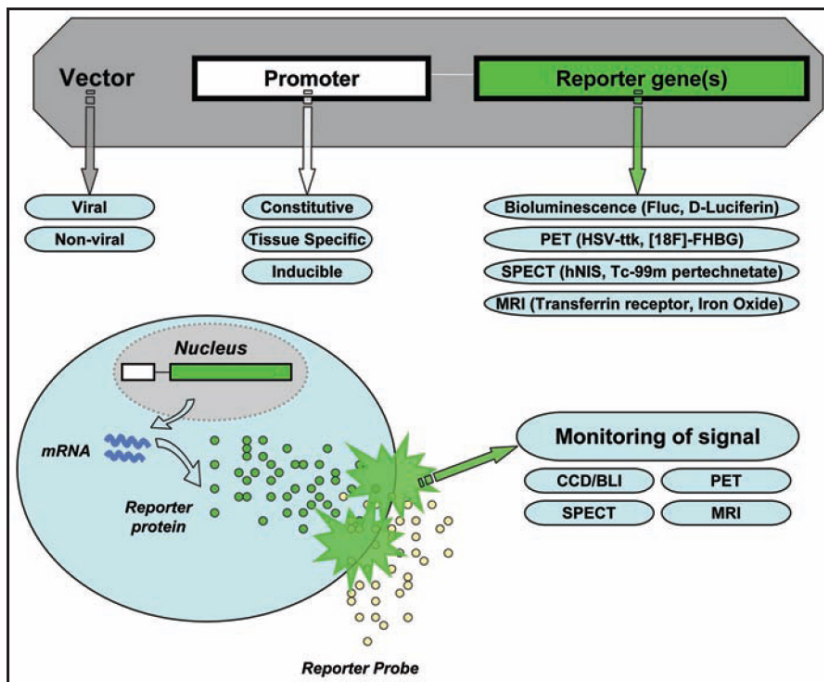 Vector
Promoter
Reporter gene(s)
Viral
Non-viral
Constitutive
Tissue Specific
Inducible
Bioluminescence (Fluc, D-Luciferin)
PET (HSV-ttk, [18F]-FHBG)
SPECT (hNIS, Tc-99m pertechnetate)
MRI (Transferrin receptor, Iron Oxide)
Nucleus
mRNA
Reporter
protein
Reporter Probe
Monitoring of signal
CCD/BLI
PET
SPECT
MRI